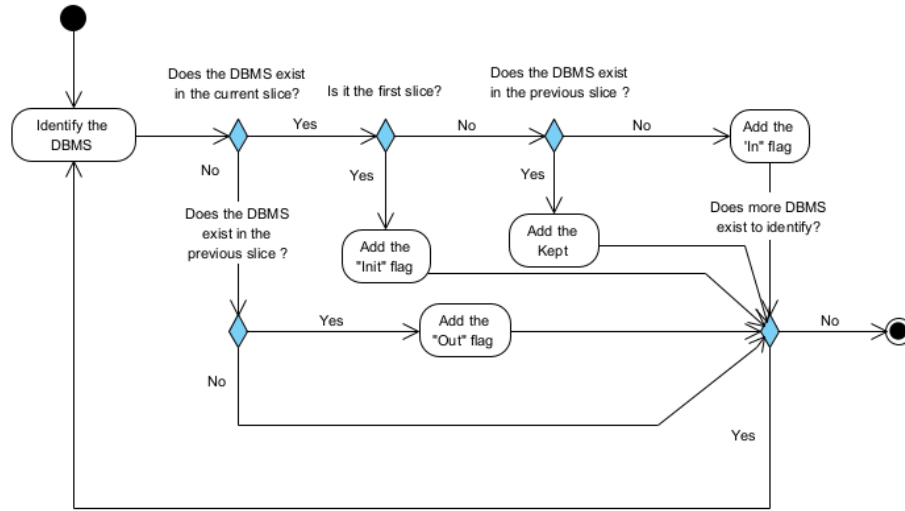 Does the DBMS exist
in the current slice?
Is it the first slice?
Does the DBMS exist
in the previous slice ?
Identify the
DBMS
Yes
No
No
Add the
'In" flag
No
Yes
Yes
Does the DBMS
exist in the
previous slice ?
Add the
"Init" flag
Add the
Kept
Does more DBMS
exist to identify?
Yes
Add the
"Out" flag
No
No
Yes